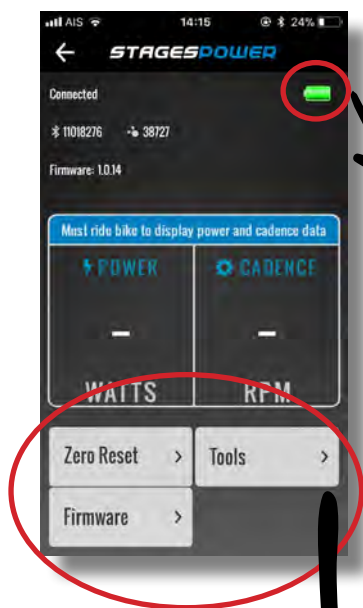 AIS 14:15 24%
STAGESPOWER
Connected
11018276 38727
Firmware: 1.0.14
Must ride bike to display power and cadence data
POWER CADENCE
- -
WATTS RPM
Zero Reset > Tools >
Firmware >